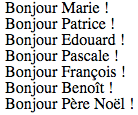 Bonjour Marie !
Bonjour Patrice !
Bonjour Edouard !
Bonjour Pascale !
Bonjour François !
Bonjour Benoît !
Bonjour Père Noël !